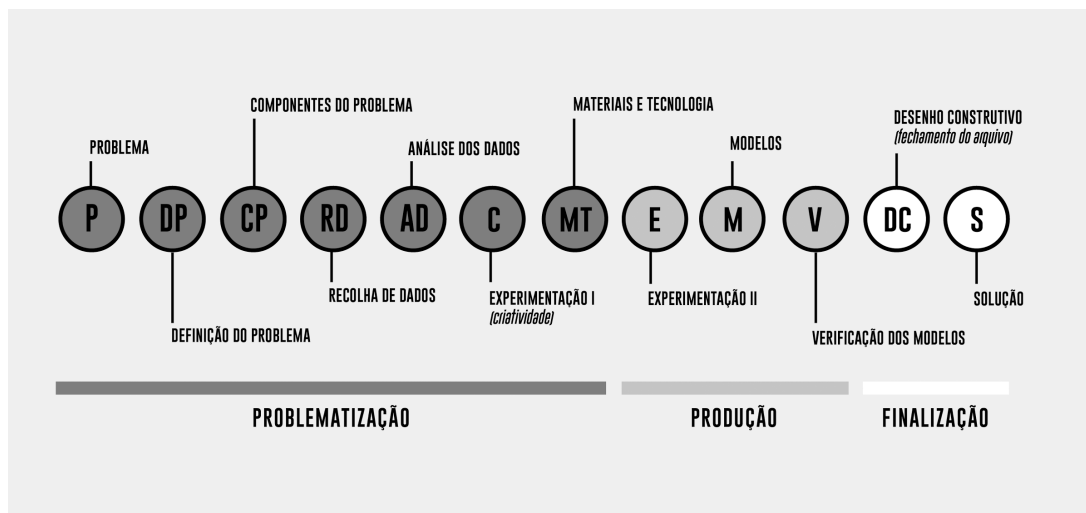 COMPONENTES DO PROBLEMA
MATERIAIS E TECNOLOGIA
DESENHO CONSTRUTIVO
(fechamento do arquivo)
PROBLEMA
ANÁLISE DOS DADOS
MODELOS
P
DP
CP
RD
AD
C
MT
E
M
V
DC
S
RECOLHA DE DADOS
EXPERIMENTAÇÃO I
(criatividade)
EXPERIMENTAÇÃO II
SOLUÇÃO
DEFINIÇÃO DO PROBLEMA
VERIFICAÇÃO DOS MODELOS
PROBLEMATIZAÇÃO
PRODUÇÃO
FINALIZAÇÃO